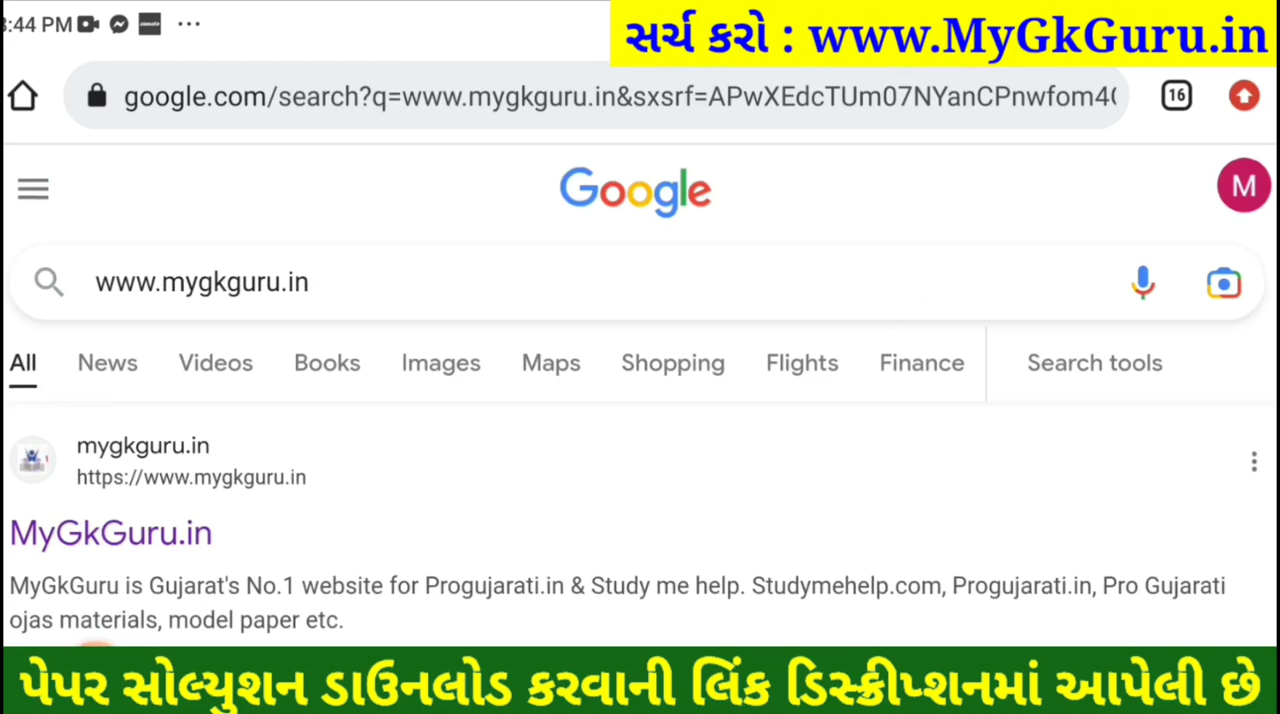 :44 PM
સર્ચ કરો : www.MyGkGuru.in
google.com/search?q=www.mygkguru.in&sxsrf=APwXEdcTUm07NYanCPnwfom4
16
Google
M
www.mygkguru.in
All News Videos Books Images Maps Shopping Flights Finance Search tools
mygkguru.in
https://www.mygkguru.in
MyGkGuru.in
MyGkGuru is Gujarat's No.1 website for Progujarati.in & Study me help. Studymehelp.com, Progujarati.in, Pro Gujarati
ojas materials, model paper etc.
પેપર સોલ્યુશન ડાઉનલોડ કરવાની લિંક ડિસ્ક્રીપ્શનમાં આપેલી છે